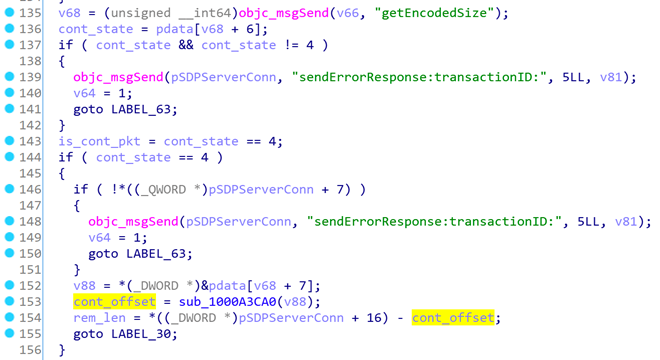 135 v68 = (unsigned __int64)objc_msgSend(v66, "getEncodedSize");
136 cont_state = pdata[v68 + 6];
137 if ( cont_state && cont_state != 4 )
138 {
139 objc_msgSend(pSDPServerConn, "sendErrorResponse:transactionID:", 5LL, v81);
140 v64 = 1;
141 goto LABEL_63;
142 }
143 is_cont_pkt = cont_state == 4;
144 if ( cont_state == 4 )
145 {
146 if ( !*((_QWORD *)pSDPServerConn + 7) )
147 {
148 objc_msgSend(pSDPServerConn, "sendErrorResponse:transactionID:", 5LL, v81);
149 v64 = 1;
150 goto LABEL_63;
151 }
152 v88 = *(_DWORD *)&pdata[v68 + 7];
153 cont_offset = sub_1000A3CA0(v88);
154 rem_len = *((_DWORD *)pSDPServerConn + 16) - cont_offset;
155 goto LABEL_30;
156 }